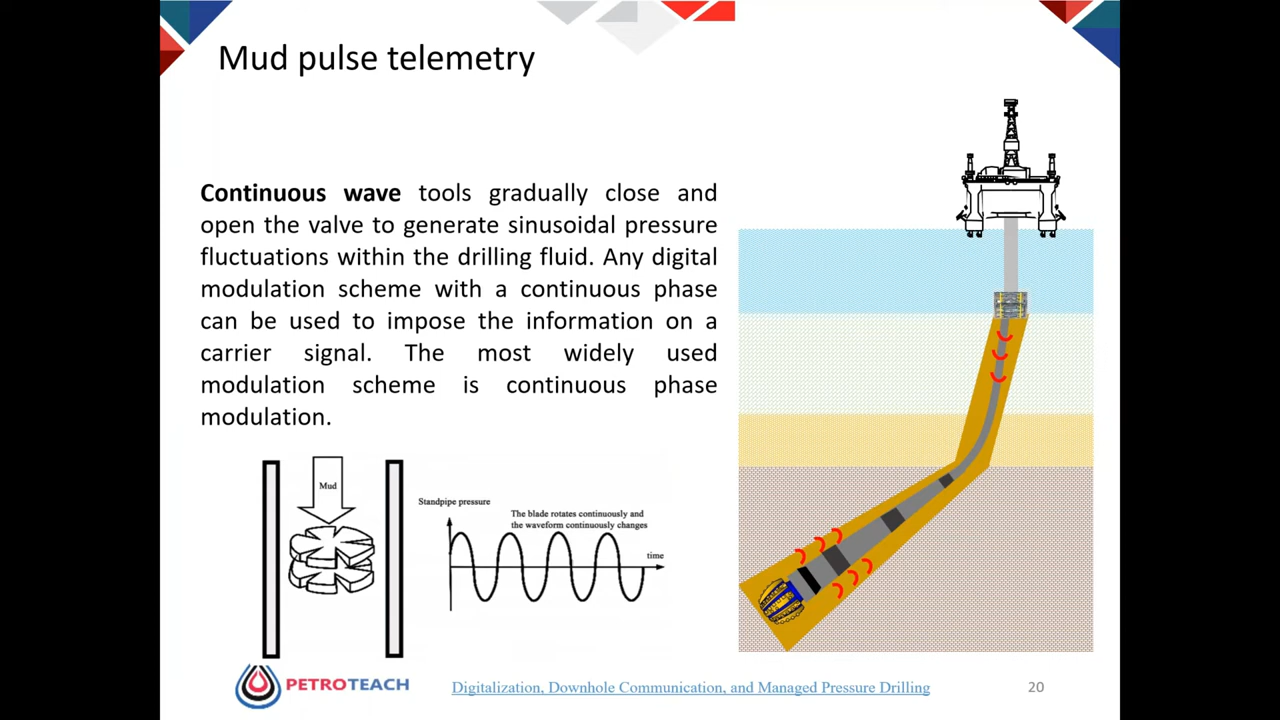 Mud pulse telemetry
Continuous wave tools gradually close and
open the valve to generate sinusoidal pressure
fluctuations within the drilling fluid. Any digital
modulation scheme with a continuous phase
can be used to impose the information on a
carrier signal. The most widely used
modulation scheme is continuous phase
modulation.
Mud
Standpipe pressure
The blade rotates continuously and
the waveform continuously changes
time
PETROTEACH
Digitalization, Downhole Communication, and Managed Pressure Drilling
20